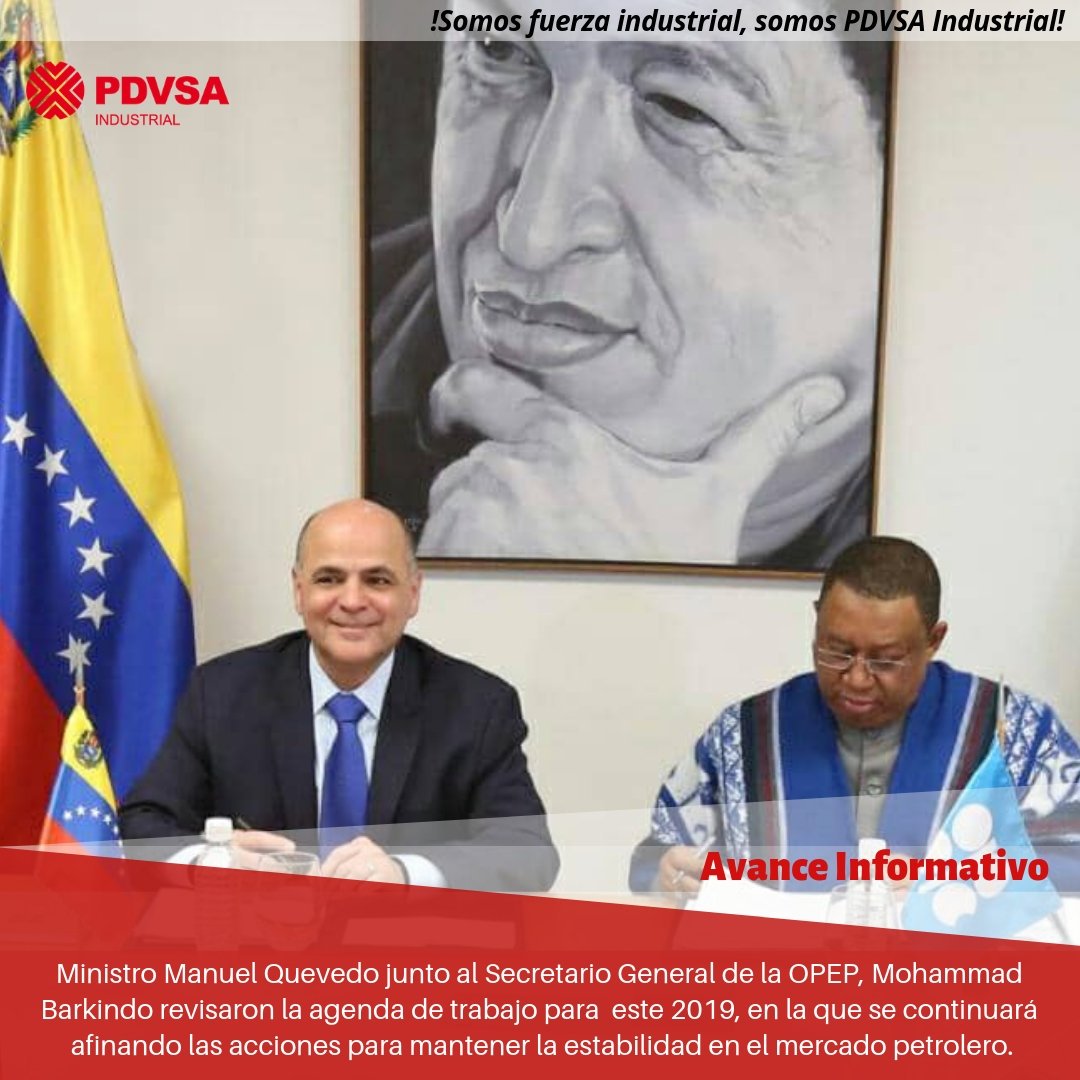 !Somos fuerza industrial, somos PDVSA Industrial!
PDVSA
INDUSTRIAL
Avance Informativo
Ministro Manuel Quevedo junto al Secretario General de la OPEP, Mohammad
Barkindo revisaron la agenda de trabajo para este 2019, en la que se continuará
afinando las acciones para mantener la estabilidad en el mercado petrolero.